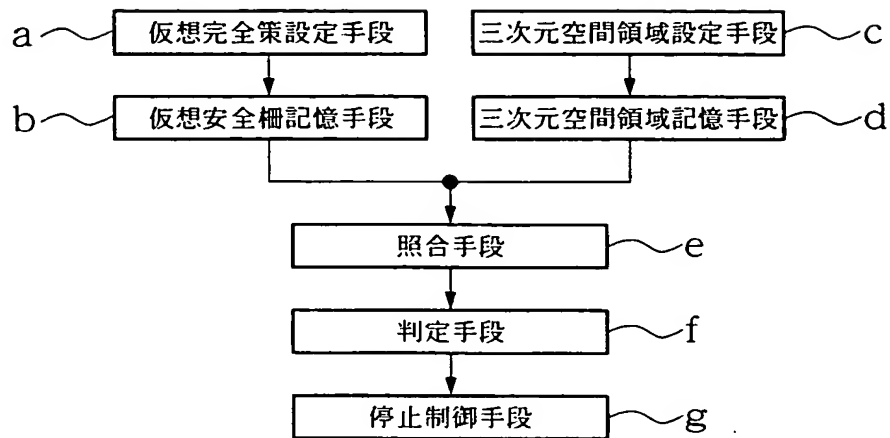 a 仮想完全策設定手段 三次元空間領域設定手段 c
b 仮想安全柵記憶手段 三次元空間領域記憶手段 d
照合手段 e
判定手段 f
停止制御手段 g